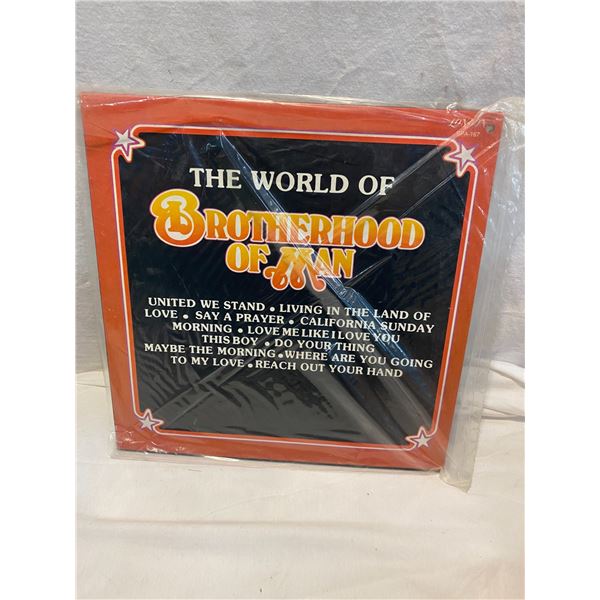 LONDON
THE WORLD OF
BROTHERHOOD
OF MAN
UNITED WE STAND • LIVING IN THE LAND OF
LOVE • SAY A PRAYER • CALIFORNIA SUNDAY
MORNING • LOVE ME LIKE I LOVE YOU
THIS BOY • DO YOUR THING
MAYBE THE MORNING • WHERE ARE YOU GOING
TO MY LOVE • REACH OUT YOUR HAND